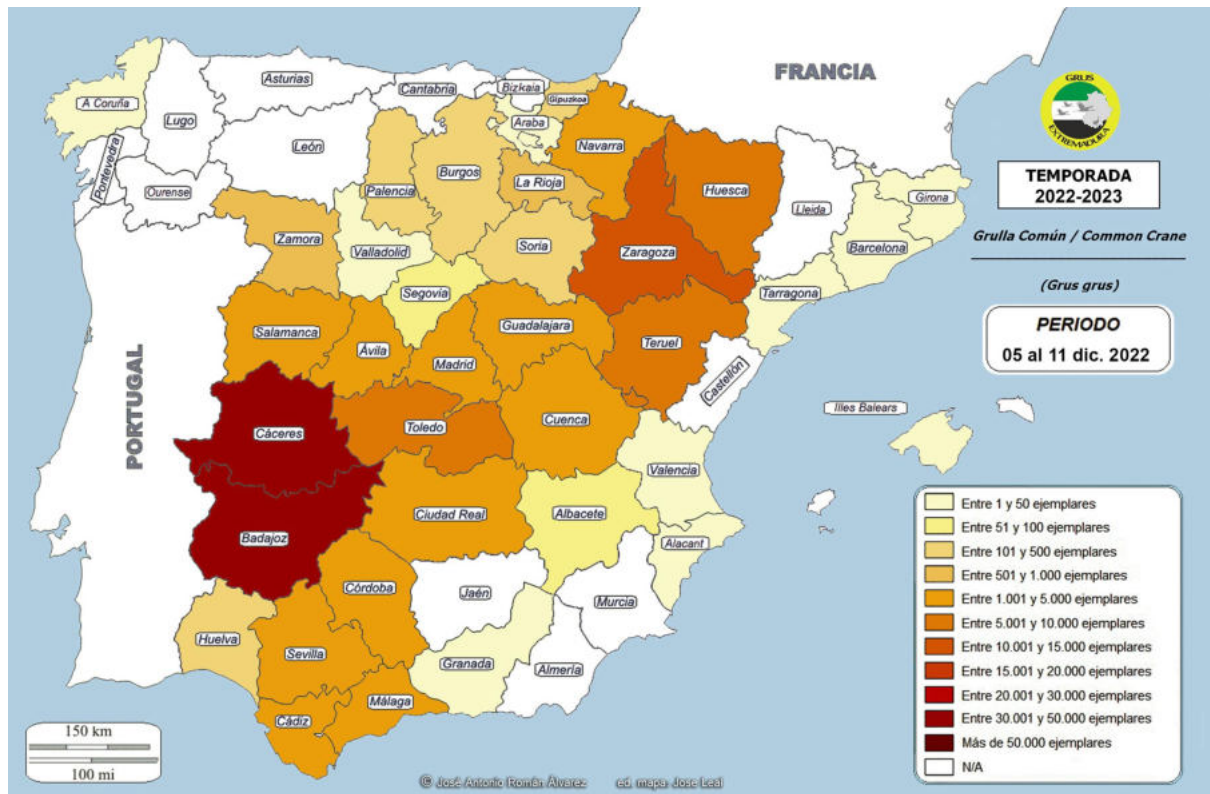 FRANCIA
GRUS
EXTREMADURA
TEMPORADA
2022-2023
Grulla Común / Common Crane
(Grus grus)
PERIODO
05 al 11 dic. 2022
A Coruña
Lugo
Asturias
Cantabria
Bizkaia
Gipuzkoa
Araba
Navarra
Pontevedra
Ourense
León
Palencia
Burgos
La Rioja
Huesca
Lleida
Girona
Barcelona
Zamora
Valladolid
Soria
Zaragoza
Tarragona
Segovia
Salamanca
Ávila
Madrid
Guadalajara
Teruel
Castellón
PORTUGAL
Cáceres
Toledo
Cuenca
Valencia
Illes Balears
Badajoz
Ciudad Real
Albacete
Alacant
Córdoba
Jaén
Murcia
Huelva
Sevilla
Granada
Almería
Málaga
Cádiz
Entre 1 y 50 ejemplares
Entre 51 y 100 ejemplares
Entre 101 y 500 ejemplares
Entre 501 y 1.000 ejemplares
Entre 1.001 y 5.000 ejemplares
Entre 5.001 y 10.000 ejemplares
Entre 10.001 y 15.000 ejemplares
Entre 15.001 y 20.000 ejemplares
Entre 20.001 y 30.000 ejemplares
Entre 30.001 y 50.000 ejemplares
Más de 50.000 ejemplares
N/A
150 km
100 mi
© José Antonio Román Álvarez ed. mapa Jose Leal